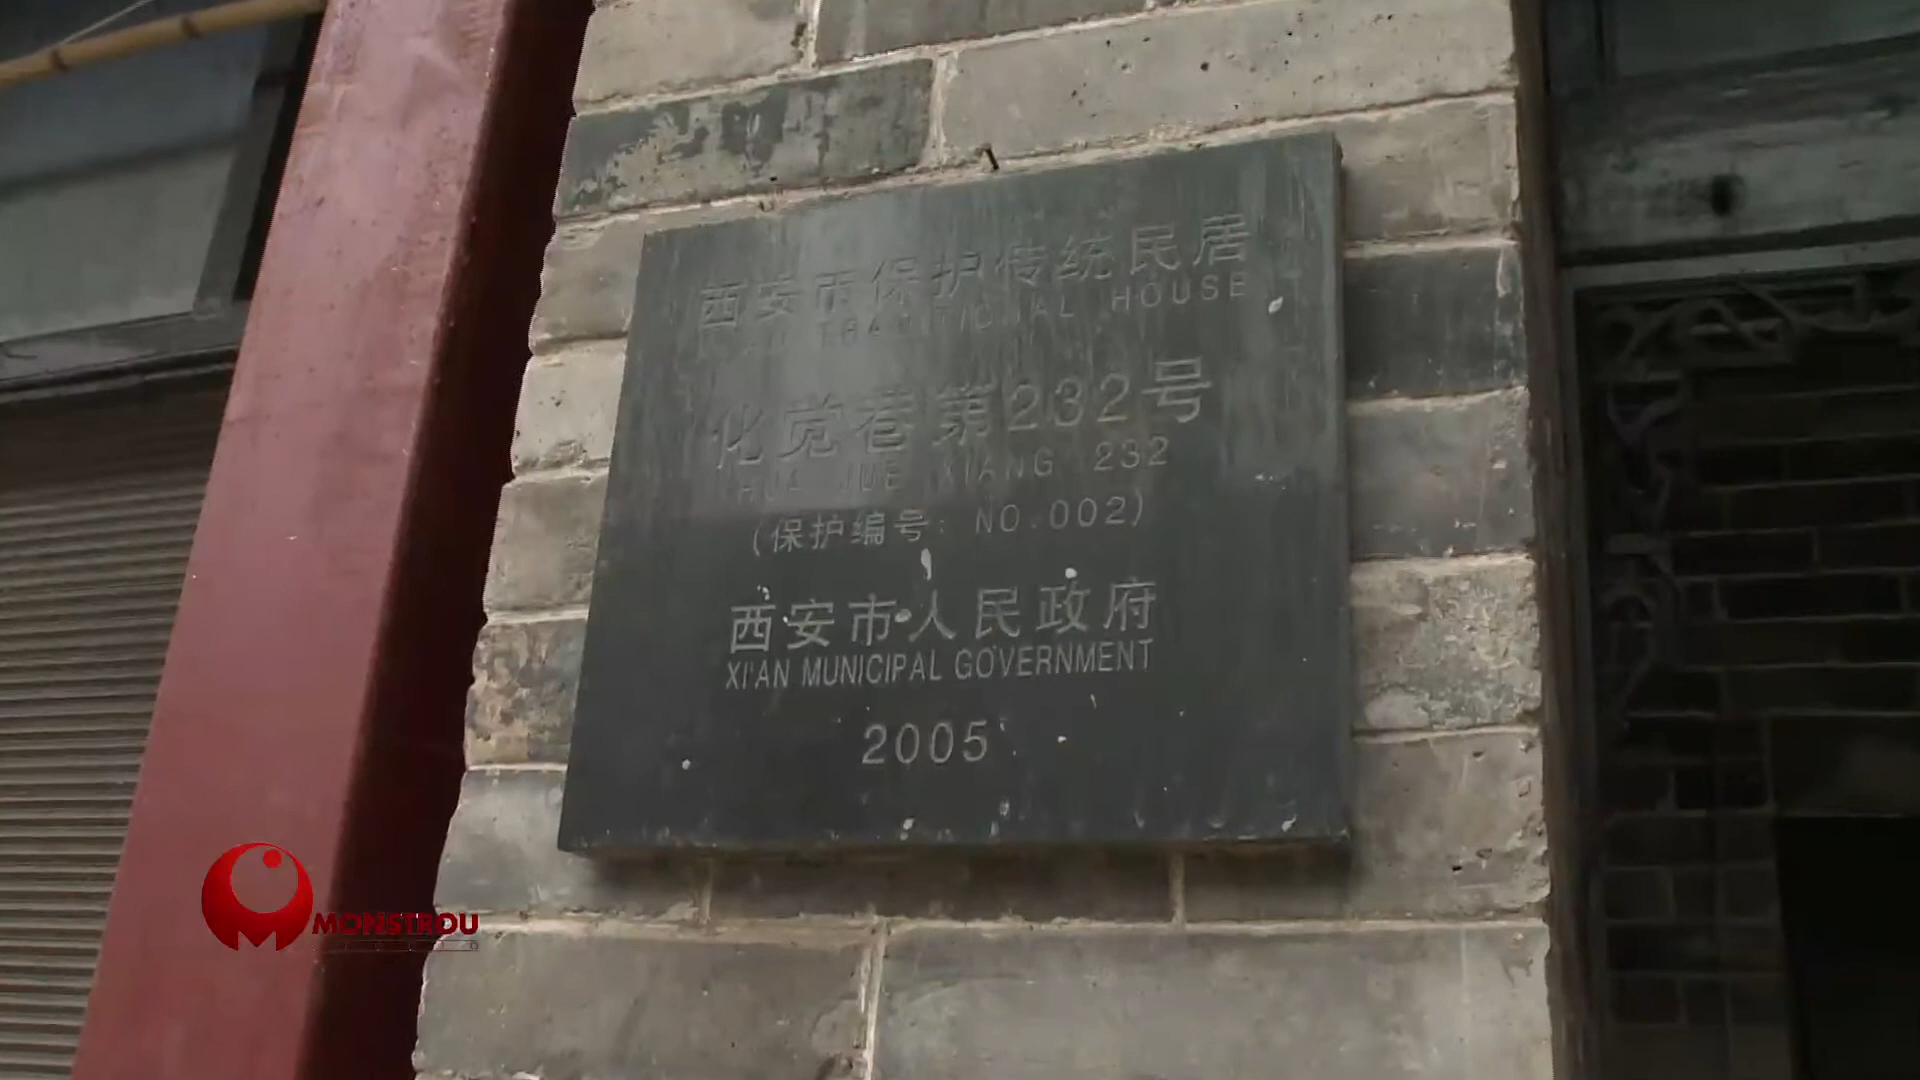 西安市保护传统民居
TRADITIONAL HOUSE
化觉巷第232号
HUA JUE XIANG 232
(保护编号: NO.002)
西安市人民政府
XI'AN MUNICIPAL GOVERNMENT
2005
MONSTROU